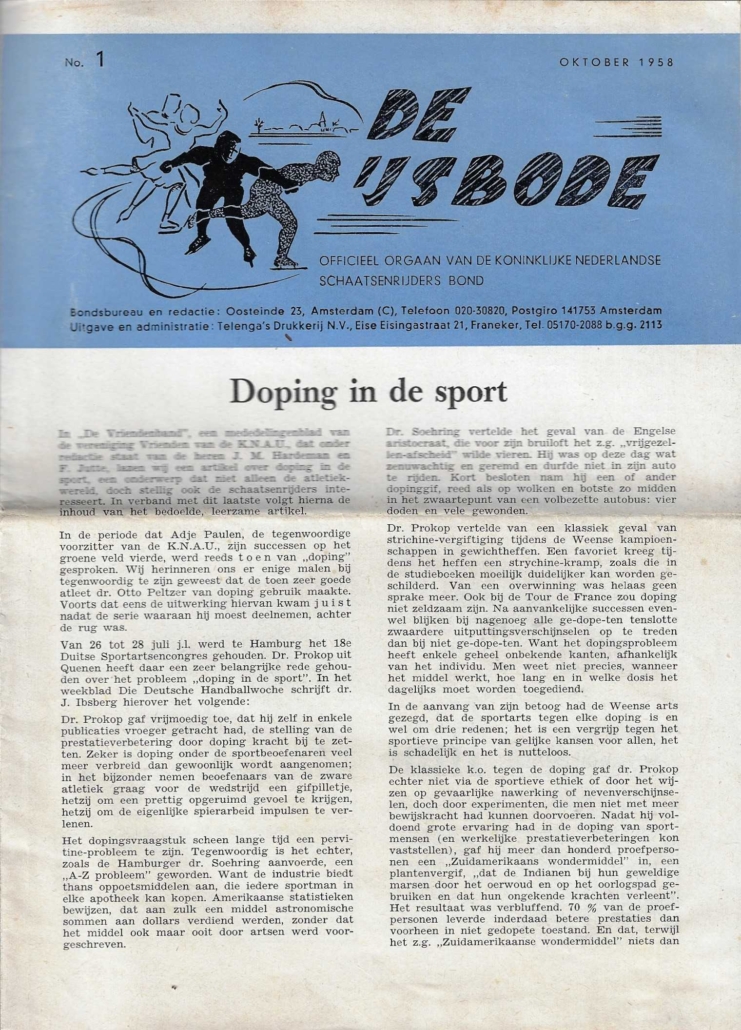 No. 1
OKTOBER 1958
DE
IJSBODE
OFFICIEEL ORGAAN VAN DE KONINKLIJKE NEDERLANDSE
SCHAATSENRIJDERS BOND
Bondsbureau en redactie: Oosteinde 23, Amsterdam (C), Telefoon 020-30820, Postgiro 141753 Amsterdam
Uitgave en administratie: Telenga's Drukkerij N.V., Eise Eisingastraat 21, Franeker, Tel. 05170-2088 b.g.g. 2113
Doping in de sport
In „De Vriendenband", een mededelingenblad van
de vereniging Vrienden van de K.N.A.U., dat onder
redactie staat van de heren J. M. Hardeman en
F. Jutte, lazen wij een artikel over doping in de
sport, een onderwerp dat niet alleen de atletiek-
wereld, doch stellig ook de schaatsenrijders inte-
resseert. In verband met dit laatste volgt hierna de
inhoud van het bedoelde, leerzame artikel.
In de periode dat Adje Paulen, de tegenwoordige
voorzitter van de K.N.A.U., zijn successen op het
groene veld vierde, werd reeds toen van „doping"
gesproken. Wij herinneren ons er enige malen bij
tegenwoordig te zijn geweest dat de toen zeer goede
atleet dr. Otto Peltzer van doping gebruik maakte.
Voorts dat eens de uitwerking hiervan kwam juist
nadat de serie waaraan hij moest deelnemen, achter
de rug was.
Van 26 tot 28 juli j.l. werd te Hamburg het 18e
Duitse Sportartsencongres gehouden. Dr. Prokop uit
Quenen heeft daar een zeer belangrijke rede gehou-
den over het probleem „doping in de sport". In het
weekblad Die Deutsche Handballwoche schrijft dr.
J. Ibsberg hierover het volgende:
Dr. Prokop gaf vrijmoedig toe, dat hij zelf in enkele
publicaties vroeger getracht had, de stelling van de
prestatieverbetering door doping kracht bij te zet-
ten. Zeker is doping onder de sportbeoefenaren veel
meer verbreid dan gewoonlijk wordt aangenomen;
in het bijzonder nemen beoefenaars van de zware
atletiek graag voor de wedstrijd een gifpilletje,
hetzij om een prettig opgeruimd gevoel te krijgen,
hetzij om de eigenlijke spierarbeid impulsen te ver-
lenen.
Het dopingsvraagstuk scheen lange tijd een pervi-
tine-probleem te zijn. Tegenwoordig is het echter,
zoals de Hamburger dr. Soehring aanvoerde, een
„A-Z probleem" geworden. Want de industrie biedt
thans oppoetsmiddelen aan, die iedere sportman in
elke apotheek kan kopen. Amerikaanse statistieken
bewijzen, dat aan zulk een middel astronomische
sommen aan dollars verdiend werden, zonder dat
het middel ook maar ooit door artsen werd voor-
geschreven.
Dr. Soehring vertelde het geval van de Engelse
aristocraat, die voor zijn bruiloft het z.g. „vrijgezel-
len-afscheid" wilde vieren. Hij was op deze dag wat
zenuwachtig en geremd en durfde niet in zijn auto
te rijden. Kort besloten nam hij een of ander
dopinggif, reed als op wolken en botste zo midden
in het zwaartepunt van een volbezette autobus: vier
doden en vele gewonden.
Dr. Prokop vertelde van een klassiek geval van
strichine-vergiftiging tijdens de Weense kampioen-
schappen in gewichtheffen. Een favoriet kreeg tij-
dens het heffen een strychine-kramp, zoals die in
de studieboeken moeilijk duidelijker kan worden ge-
schilderd. Van een overwinning was helaas geen
sprake meer. Ook bij de Tour de France zou doping
niet zeldzaam zijn. Na aanvankelijke successen even-
wel blijken bij nagenoeg alle ge-dope-ten tenslotte
zwaardere uitputtingsverschijnselen op te treden
dan bij niet ge-dope-ten. Want het dopingsprobleem
heeft enkele geheel onbekende kanten, afhankelijk
van het individu. Men weet niet precies, wanneer
het middel werkt, hoe lang en in welke dosis het
dagelijks moet worden toegediend.
In de aanvang van zijn betoog had de Weense arts
gezegd, dat de sportarts tegen elke doping is en
wel om drie redenen; het is een vergrijp tegen het
sportieve principe van gelijke kansen voor allen, het
is schadelijk en het is nutteloos.
De klassieke k.o. tegen de doping gaf dr. Prokop
echter niet via de sportieve ethiek of door het wij-
zen op gevaarlijke nawerking of nevenverschijnse-
len, doch door experimenten, die men niet met meer
bewijskracht had kunnen doorvoeren. Nadat hij vol-
doend grote ervaring had in de doping van sport-
mensen (en werkelijke prestatieverbeteringen kon
vaststellen), gaf hij meer dan honderd proefperso-
nen een „Zuidamerikaans wondermiddel" in, een
plantenvergif, „dat de Indianen bij hun geweldige
marsen door het oerwoud en op het oorlogspad ge-
bruiken en dat hun ongekende krachten verleent".
Het resultaat was verbluffend. 70 % van de proef-
personen leverde inderdaad betere prestaties dan
voorheen in niet gedopete toestand. En dat, terwijl
het z.g. „Zuidamerikaanse wondermiddel" niets dan